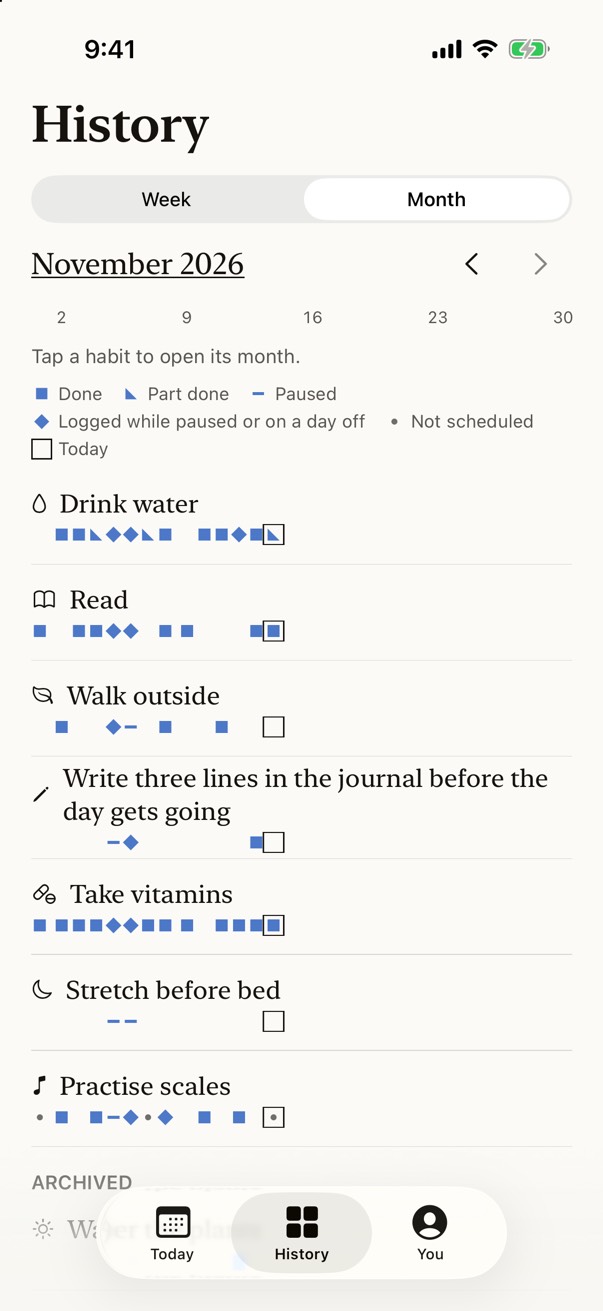 9:41
History
Week Month
November 2026
2 9 16 23 30
Tap a habit to open its month.
Done Part done Paused
Logged while paused or on a day off Not scheduled
Today
Drink water
Read
Walk outside
Write three lines in the journal before the
day gets going
Take vitamins
Stretch before bed
Practise scales
ARCHIVED
Today History You